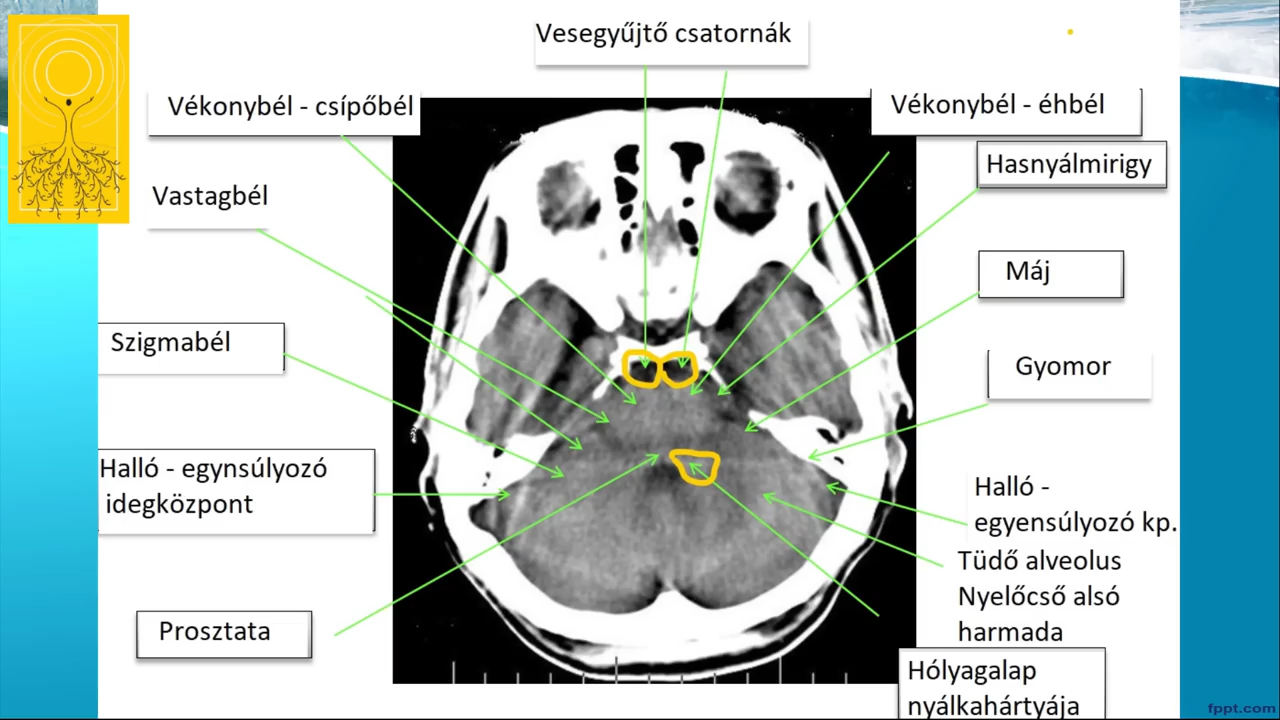 Vesegyűjtő csatornák
Vékonybél - csípőbél
Vékonybél - éhbél
Hasnyálmirigy
Vastagbél
Máj
Szigmabél
Gyomor
Halló - egynsúlyozó
idegközpont
Halló -
egyensúlyozó kp.
Tüdő alveolus
Nyelőcső alsó
harmada
Prosztata
Hólyagalap
nyálkahártyája
fppt.com